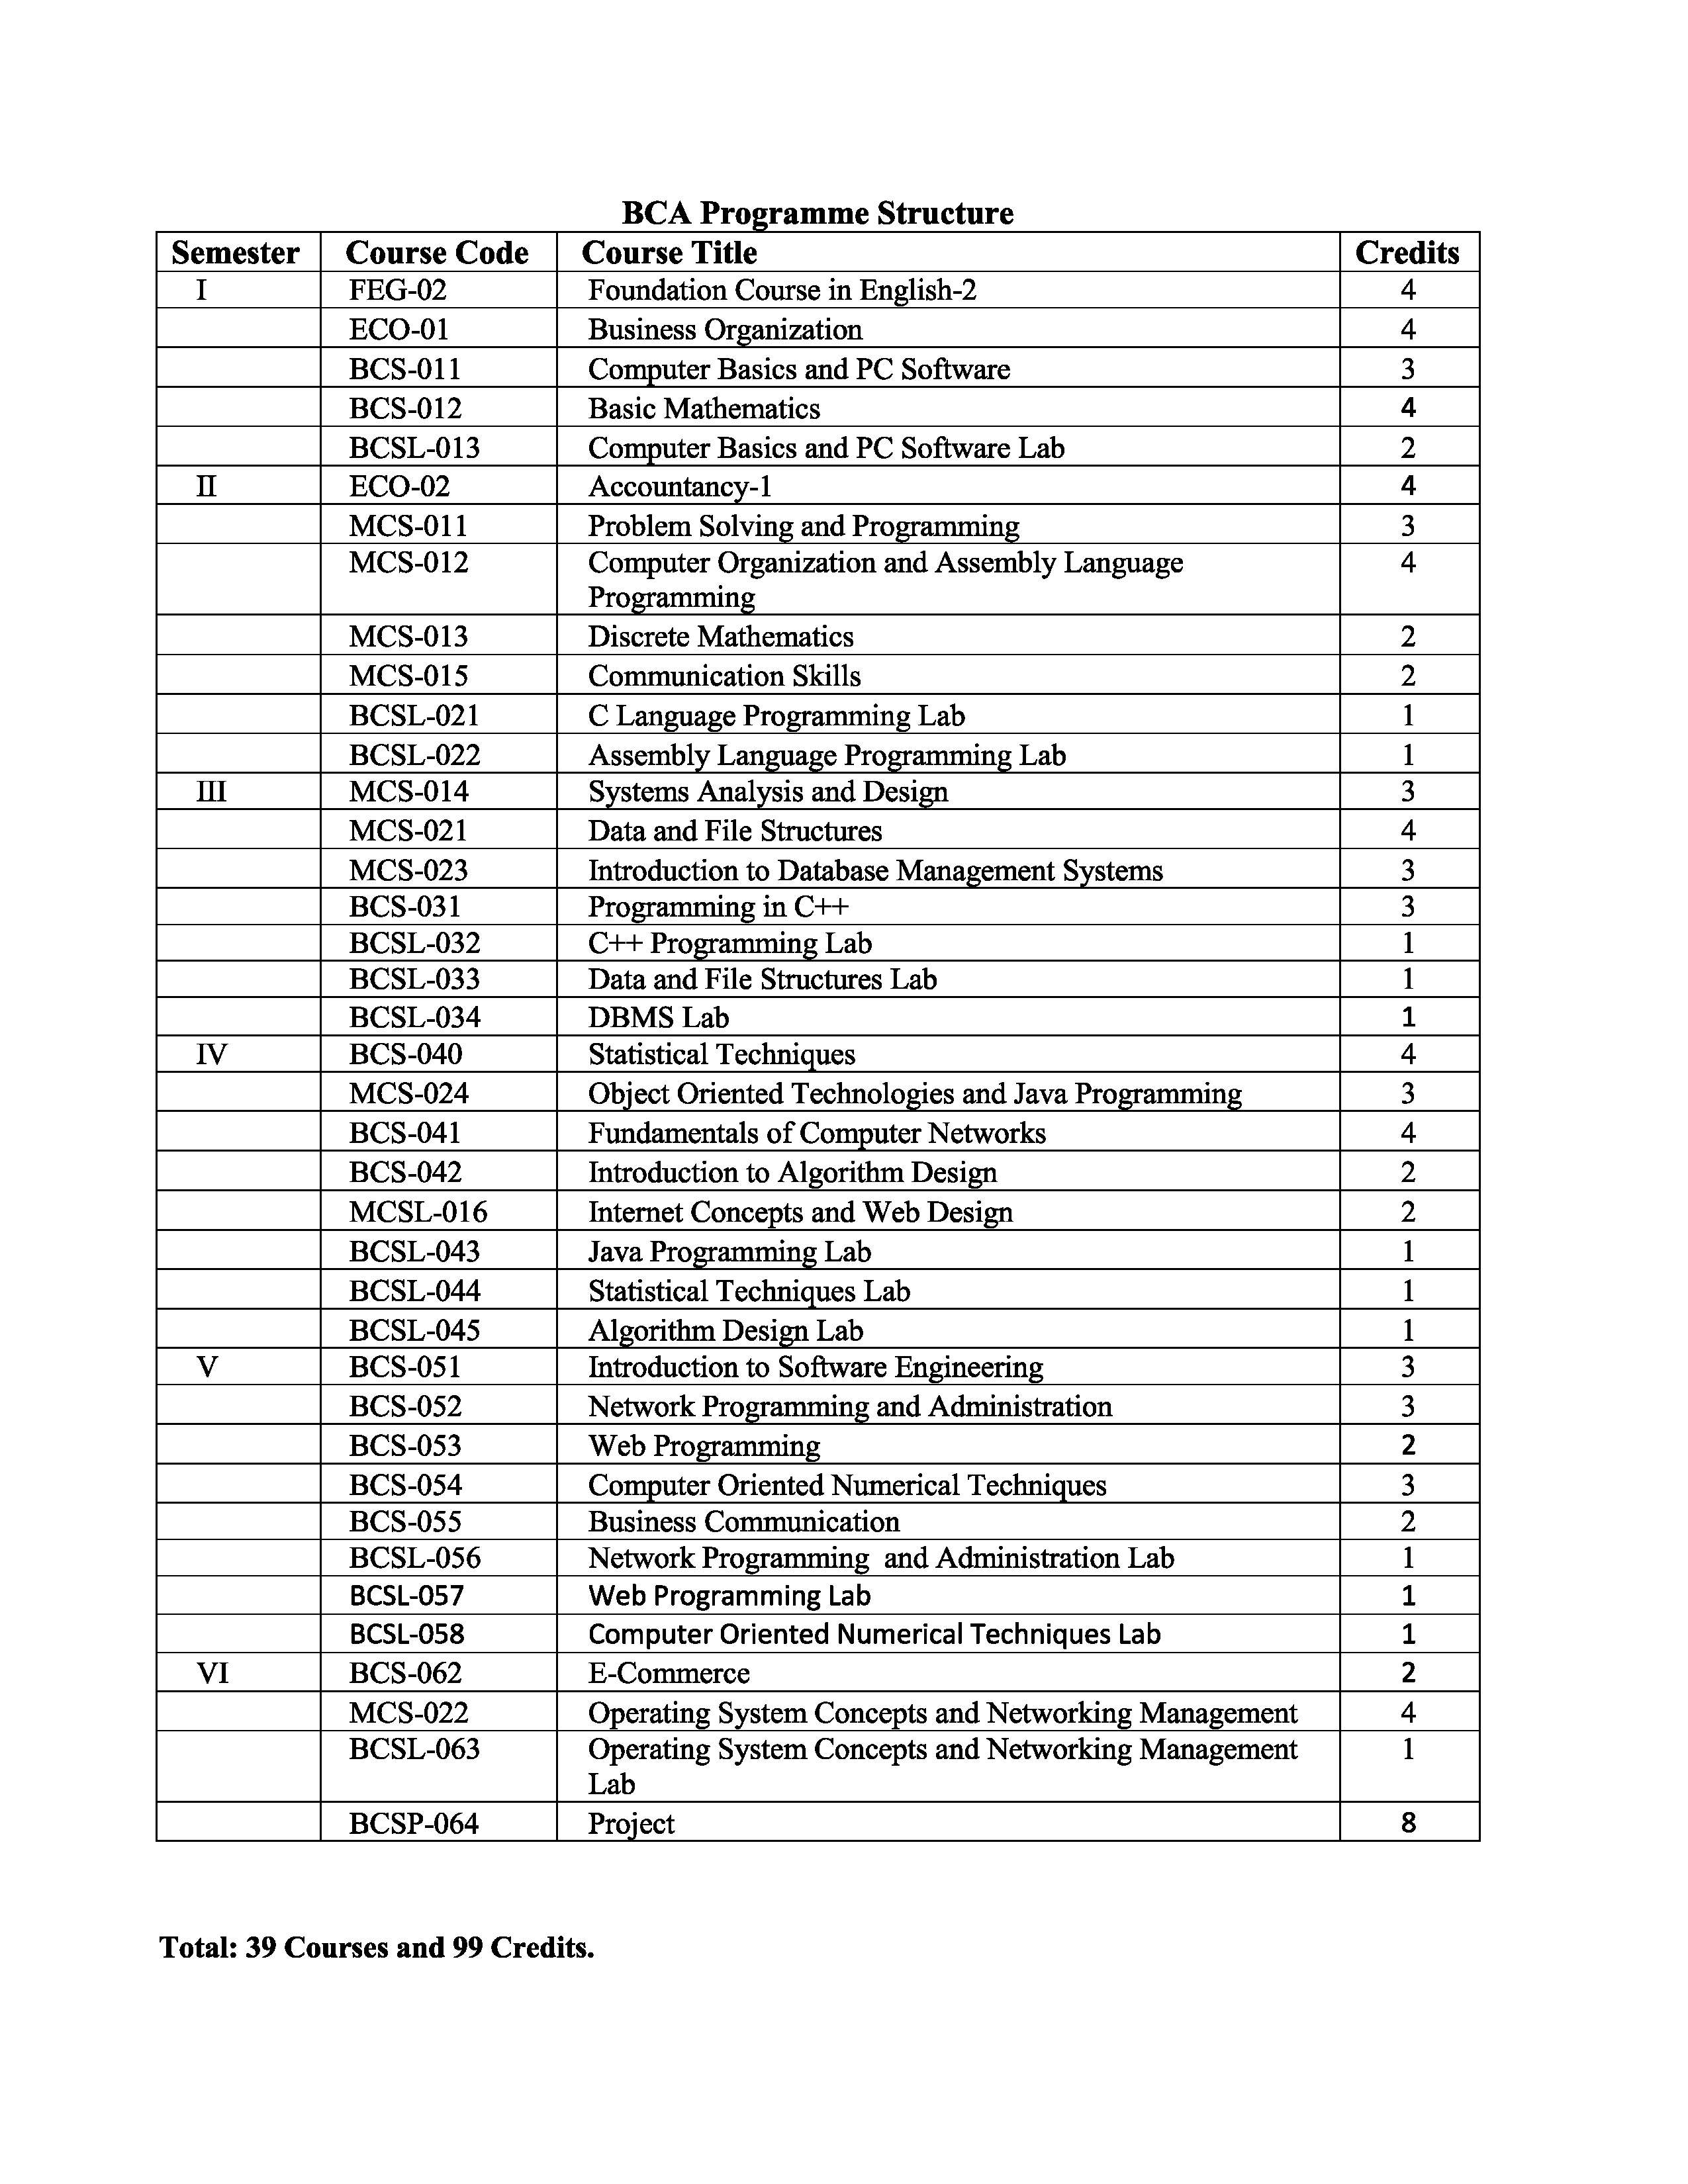 BCA Programme Structure
Semester Course Code Course Title Credits
I FEG-02 Foundation Course in English-2 4
ECO-01 Business Organization 4
BCS-011 Computer Basics and PC Software 3
BCS-012 Basic Mathematics 4
BCSL-013 Computer Basics and PC Software Lab 2
II ECO-02 Accountancy-1 4
MCS-011 Problem Solving and Programming 3
MCS-012 Computer Organization and Assembly Language 4
Programming
MCS-013 Discrete Mathematics 2
MCS-015 Communication Skills 2
BCSL-021 C Language Programming Lab 1
BCSL-022 Assembly Language Programming Lab 1
III MCS-014 Systems Analysis and Design 3
MCS-021 Data and File Structures 4
MCS-023 Introduction to Database Management Systems 3
BCS-031 Programming in C++ 3
BCSL-032 C++ Programming Lab 1
BCSL-033 Data and File Structures Lab 1
BCSL-034 DBMS Lab 1
IV BCS-040 Statistical Techniques 4
MCS-024 Object Oriented Technologies and Java Programming 3
BCS-041 Fundamentals of Computer Networks 4
BCS-042 Introduction to Algorithm Design 2
MCSL-016 Internet Concepts and Web Design 2
BCSL-043 Java Programming Lab 1
BCSL-044 Statistical Techniques Lab 1
BCSL-045 Algorithm Design Lab 1
V BCS-051 Introduction to Software Engineering 3
BCS-052 Network Programming and Administration 3
BCS-053 Web Programming 2
BCS-054 Computer Oriented Numerical Techniques 3
BCS-055 Business Communication 2
BCSL-056 Network Programming and Administration Lab 1
BCSL-057 Web Programming Lab 1
BCSL-058 Computer Oriented Numerical Techniques Lab 1
VI BCS-062 E-Commerce 2
MCS-022 Operating System Concepts and Networking Management 4
BCSL-063 Operating System Concepts and Networking Management 1
Lab
BCSP-064 Project 8
Total: 39 Courses and 99 Credits.